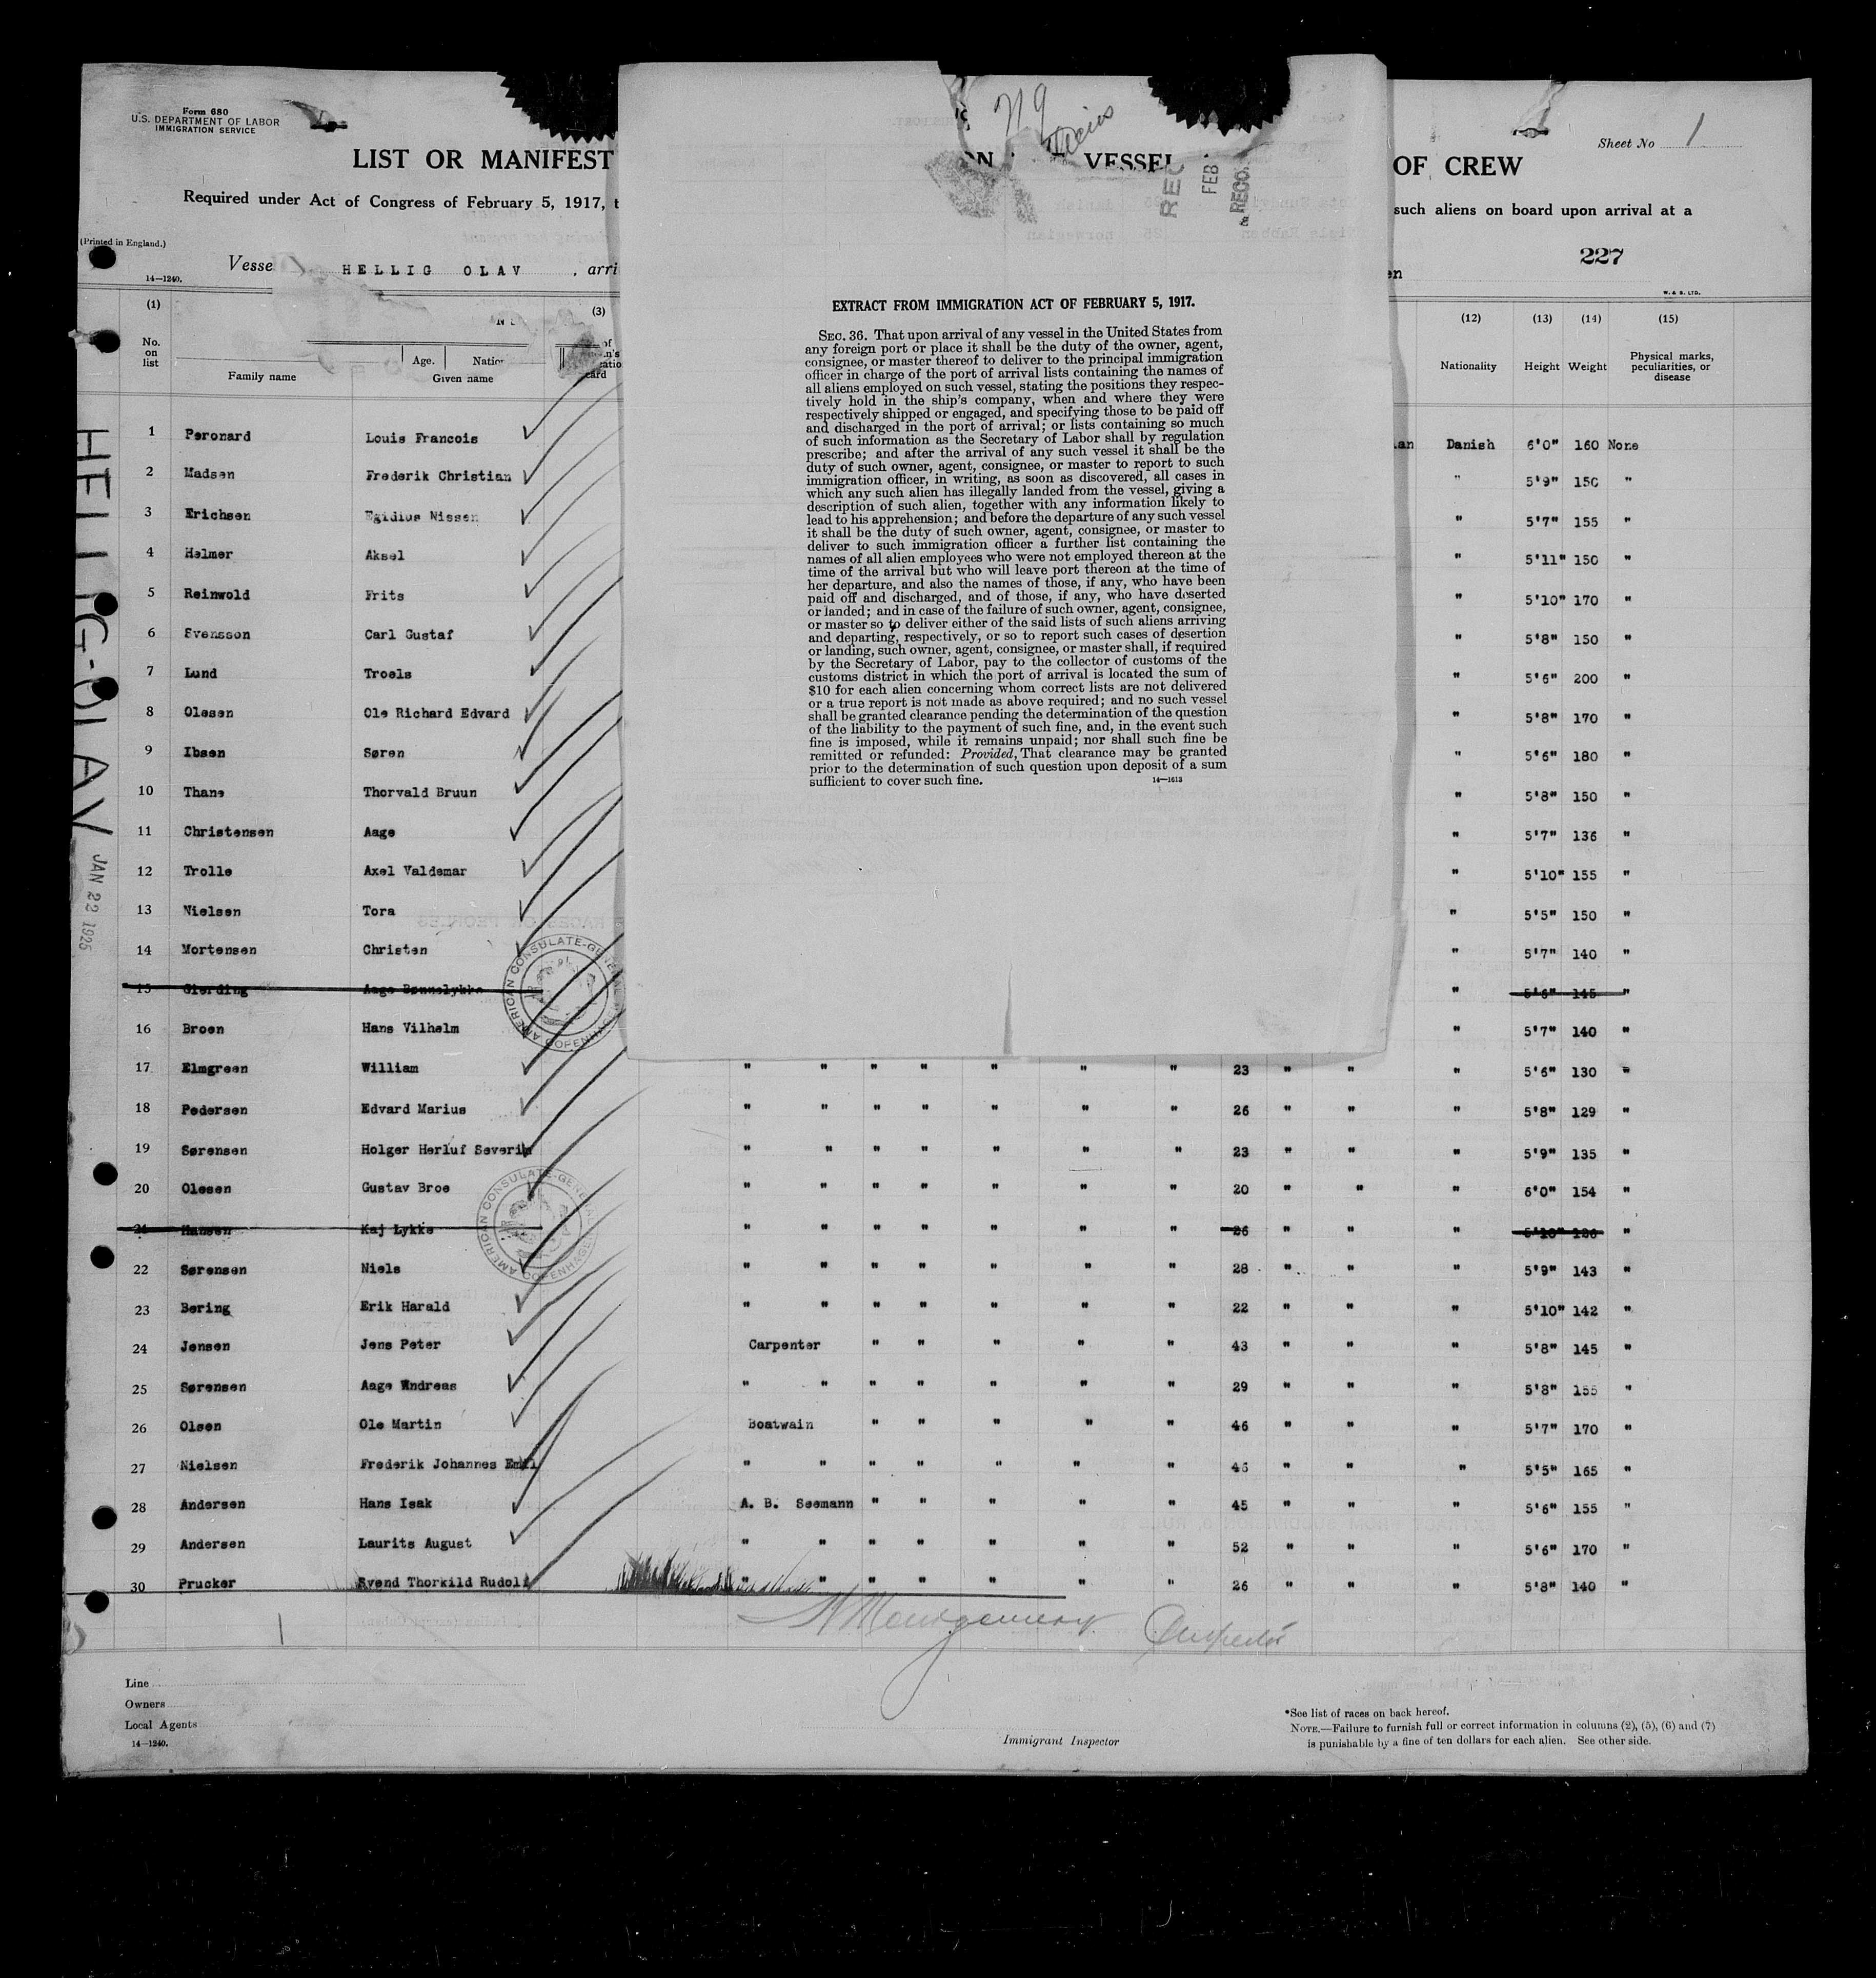 Form 680
U.S. DEPARTMENT OF LABOR
IMMIGRATION SERVICE
LIST OR MANIFEST
VESSEL
OF CREW
Sheet No 1
Required under Act of Congress of February 5, 1917, t
such aliens on board upon arrival at a
(Printed in England.)
14—1240.
Vesse HELLIG OLAV , arri
en
227
W. & S. LTD.
REC
FEB
RECO
(1) (3) (12) (13) (14) (15)
No. on list
Family name
Age.
Given name
Nationality Height Weight Physical marks, peculiarities, or disease
HELLIG-OLAV
JAN 22 1925
EXTRACT FROM IMMIGRATION ACT OF FEBRUARY 5, 1917.
SEC. 36. That upon arrival of any vessel in the United States from
any foreign port or place it shall be the duty of the owner, agent,
consignee, or master thereof to deliver to the principal immigration
officer in charge of the port of arrival lists containing the names of
all aliens employed on such vessel, stating the positions they respec-
tively hold in the ship's company, when and where they were
respectively shipped or engaged, and specifying those to be paid off
and discharged in the port of arrival; or lists containing so much
of such information as the Secretary of Labor shall by regulation
prescribe; and after the arrival of any such vessel it shall be the
duty of such owner, agent, consignee, or master to report to such
immigration officer, in writing, as soon as discovered, all cases in
which any such alien has illegally landed from the vessel, giving a
description of such alien, together with any information likely to
lead to his apprehension; and before the departure of any such vessel
it shall be the duty of such owner, agent, consignee, or master to
deliver to such immigration officer a further list containing the
names of all alien employees who were not employed thereon at the
time of the arrival but who will leave port thereon at the time of
her departure, and also the names of those, if any, who have been
paid off and discharged, and of those, if any, who have deserted
or landed; and in case of the failure of such owner, agent, consignee,
or master so to deliver either of the said lists of such aliens arriving
and departing, respectively, or so to report such cases of desertion
or landing, such owner, agent, consignee, or master shall, if required
by the Secretary of Labor, pay to the collector of customs of the
customs district in which the port of arrival is located the sum of
$10 for each alien concerning whom correct lists are not delivered
or a true report is not made as above required; and no such vessel
shall be granted clearance pending the determination of the question
of the liability to the payment of such fine, and, in the event such
fine is imposed, while it remains unpaid; nor shall such fine be
remitted or refunded: Provided, That clearance may be granted
prior to the determination of such question upon deposit of a sum
sufficient to cover such fine. 14—1613
1 Peronard Louis Francois an Danish 6'0" 160 None
2 Madsen Frederik Christian " 5'9" 150 "
3 Erichsen Egidius Nissen " 5'7" 155 "
4 Helmer Aksel " 5'11" 150 "
5 Reinwold Frits " 5'10" 170 "
6 Svensson Carl Gustaf " 5'8" 150 "
7 Lund Troels " 5'6" 200 "
8 Olesen Ole Richard Edvard " 5'8" 170 "
9 Ibsen Søren " 5'6" 180 "
10 Thane Thorvald Bruun " 5'8" 150 "
11 Christensen Aage " 5'7" 136 "
12 Trolle Axel Valdemar " 5'10" 155 "
13 Nielsen Tora " 5'5" 150 "
14 Mortensen Christen " 5'7" 140 "
15 Gierding Aage Bønnelykke " 5'6" 145 "
16 Broen Hans Vilhelm " 5'7" 140 "
17 Elmgreen William " " " " " " " 23 " " " 5'6" 130 "
18 Pedersen Edvard Marius " " " " " " " 26 " " " 5'8" 129 "
19 Sørensen Holger Herluf Severin " " " " " " " 23 " " " 5'9" 135 "
20 Olesen Gustav Broe " " " " " " " 20 " " " 6'0" 154 "
21 Hansen Kaj Lykke " " " " " " " 26 " " " 5'10" "
22 Sørensen Niels " " " " " " " 28 " " " 5'9" 143 "
23 Bering Erik Harald " " " " " " " 22 " " " 5'10" 142 "
24 Jensen Jens Peter Carpenter " " " " " 43 " " " 5'8" 145 "
25 Sørensen Aage Andreas " " " " " " " 29 " " " 5'8" 155 "
26 Olsen Ole Martin Boatwain " " " " " 46 " " " 5'7" 170 "
27 Nielsen Frederik Johannes Emil " " " " " " " 46 " " " 5'5" 165 "
28 Andersen Hans Isak A. B. Seemann " " " " " 45 " " " 5'6" 155 "
29 Andersen Laurits August " " " " " " " 52 " " " 5'6" 170 "
30 Prucker Svend Thorkild Rudolf " " " " " " " 26 " " " 5'8" 140 "
AMERICAN CONSULATE-GENERAL COPENHAGEN
AMERICAN CONSULATE-GENERAL COPENHAGEN
Montgomery Inspector
Line
Owners
Local Agents
14—1240.
Immigrant Inspector
*See list of races on back hereof.
NOTE.—Failure to furnish full or correct information in columns (2), (5), (6) and (7)
is punishable by a fine of ten dollars for each alien. See other side.